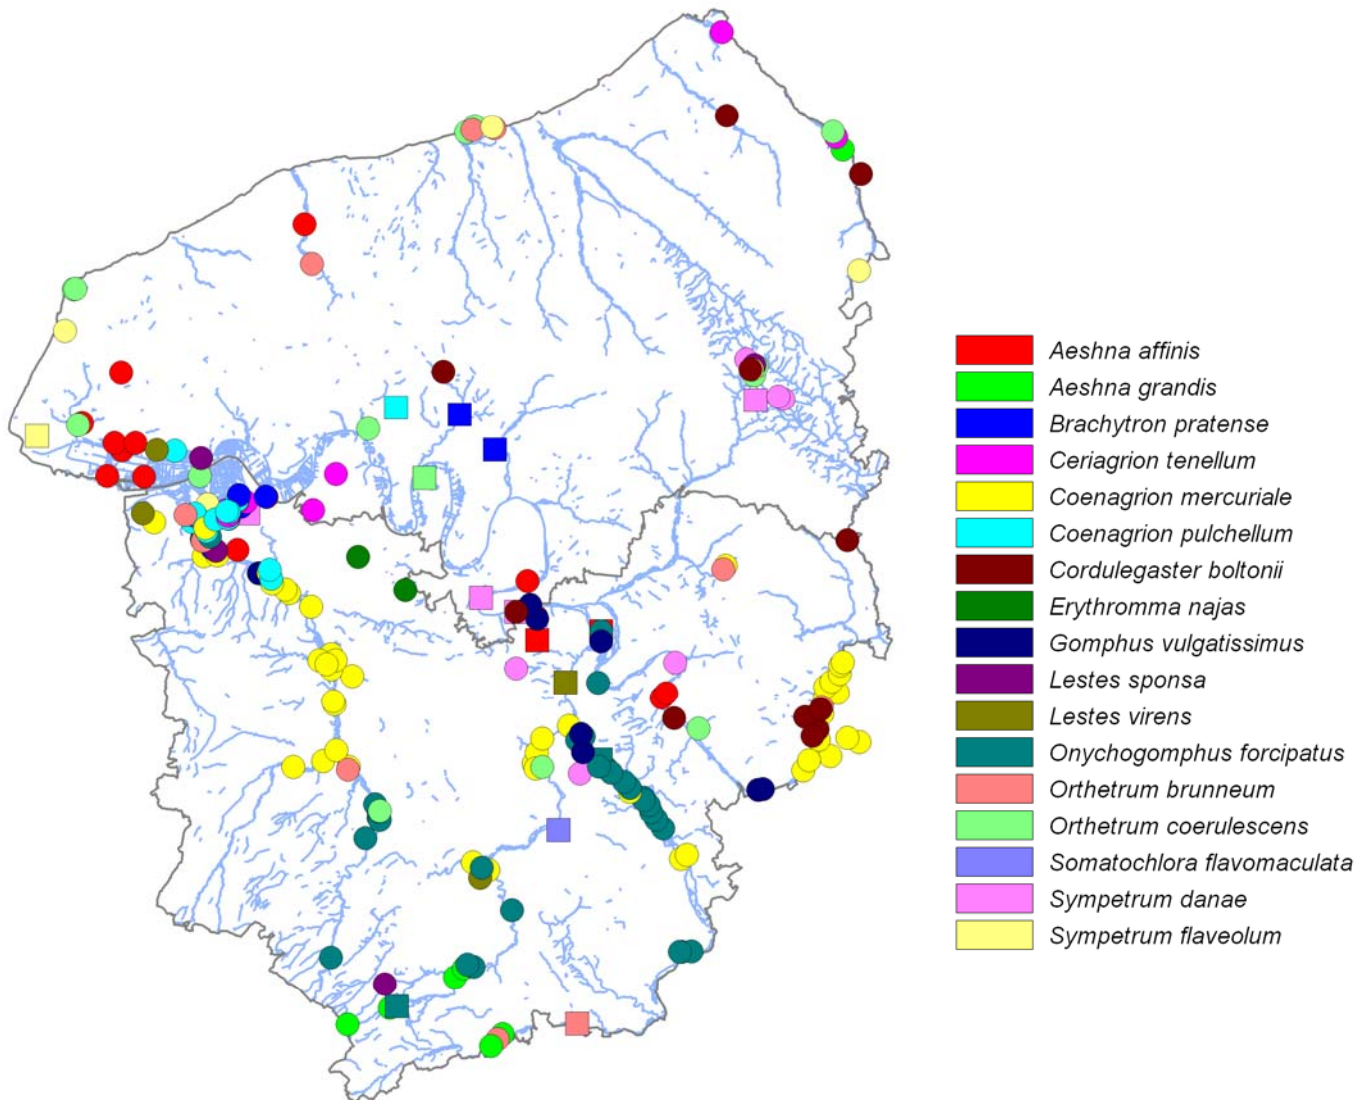 Aeshna affinis
Aeshna grandis
Brachytron pratense
Ceriagrion tenellum
Coenagrion mercuriale
Coenagrion pulchellum
Cordulegaster boltonii
Erythromma najas
Gomphus vulgatissimus
Lestes sponsa
Lestes virens
Onychogomphus forcipatus
Orthetrum brunneum
Orthetrum coerulescens
Somatochlora flavomaculata
Sympetrum danae
Sympetrum flaveolum